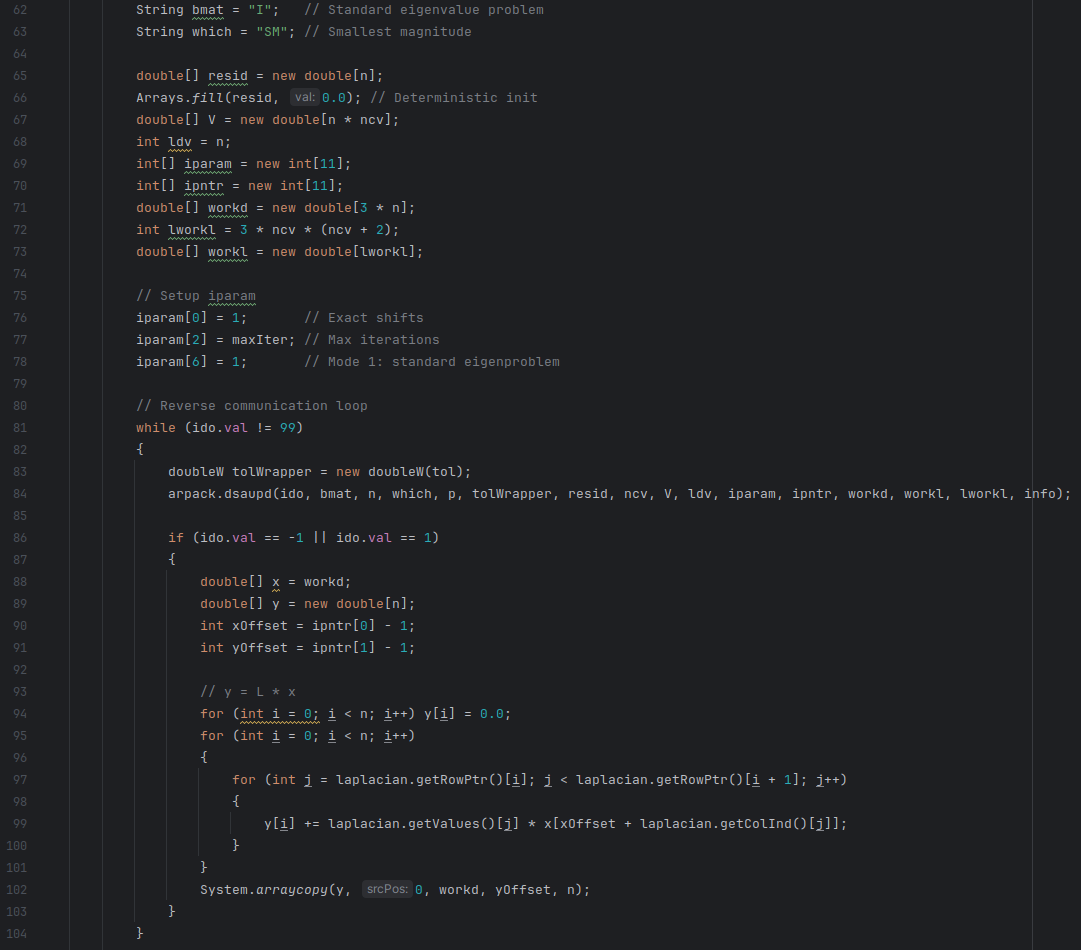 62 String bmat = "I"; // Standard eigenvalue problem
63 String which = "SM"; // Smallest magnitude
64
65 double[] resid = new double[n];
66 Arrays.fill(resid, val: 0.0); // Deterministic init
67 double[] V = new double[n * ncv];
68 int ldv = n;
69 int[] iparam = new int[11];
70 int[] ipntr = new int[11];
71 double[] workd = new double[3 * n];
72 int lworkl = 3 * ncv * (ncv + 2);
73 double[] workl = new double[lworkl];
74
75 // Setup iparam
76 iparam[0] = 1; // Exact shifts
77 iparam[2] = maxIter; // Max iterations
78 iparam[6] = 1; // Mode 1: standard eigenproblem
79
80 // Reverse communication loop
81 while (ido.val != 99)
82 {
83 doubleW tolWrapper = new doubleW(tol);
84 arpack.dsaupd(ido, bmat, n, which, p, tolWrapper, resid, ncv, V, ldv, iparam, ipntr, workd, workl, lworkl, info);
85
86 if (ido.val == -1 || ido.val == 1)
87 {
88 double[] x = workd;
89 double[] y = new double[n];
90 int xOffset = ipntr[0] - 1;
91 int yOffset = ipntr[1] - 1;
92
93 // y = L * x
94 for (int i = 0; i < n; i++) y[i] = 0.0;
95 for (int i = 0; i < n; i++)
96 {
97 for (int j = laplacian.getRowPtr()[i]; j < laplacian.getRowPtr()[i + 1]; j++)
98 {
99 y[i] += laplacian.getValues()[j] * x[xOffset + laplacian.getColInd()[j]];
100 }
101 }
102 System.arraycopy(y, srcPos: 0, workd, yOffset, n);
103 }
104 }